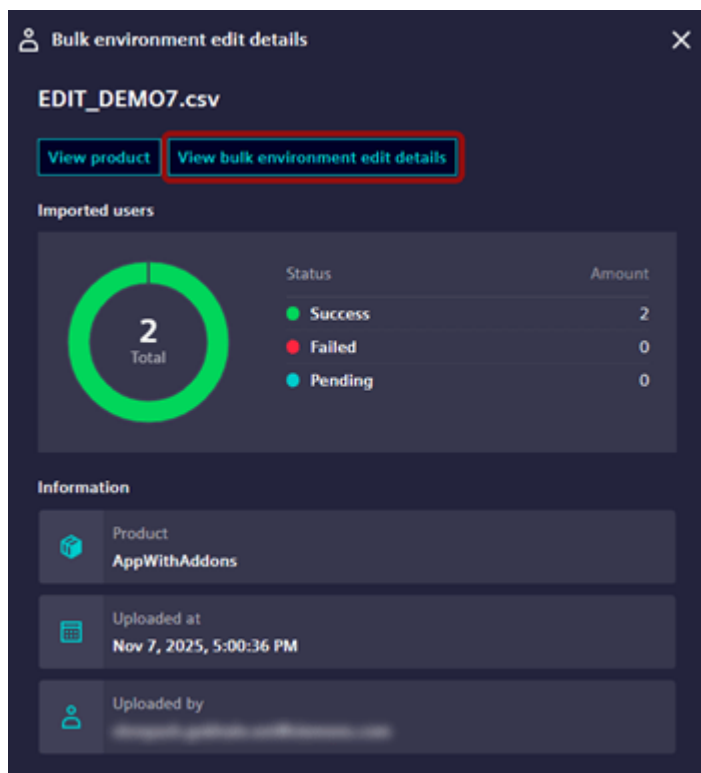 Bulk environment edit details
EDIT_DEMO7.csv
View product View bulk environment edit details
Imported users
Status Amount
2
Total
Success 2
Failed 0
Pending 0
Information
Product
AppWithAddons
Uploaded at
Nov 7, 2025, 5:00:36 PM
Uploaded by